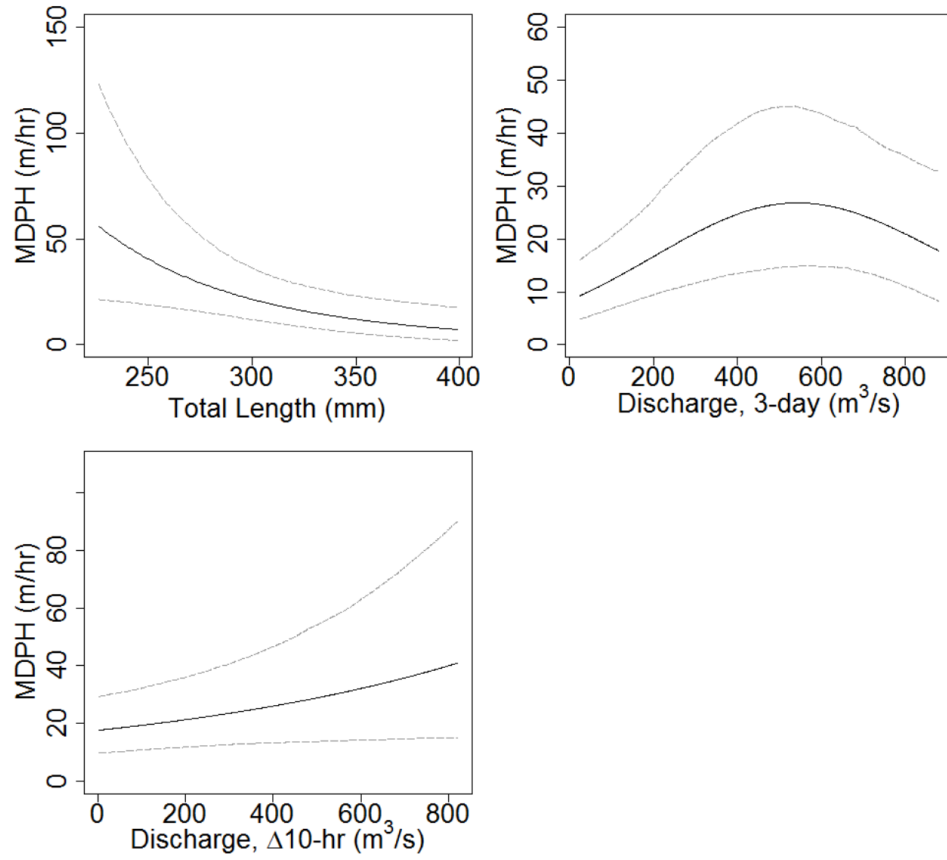 MDPH (m/hr)
150
100
50
0
250 300 350 400
Total Length (mm)
MDPH (m/hr)
60
50
40
30
20
10
0
0 200 400 600 800
Discharge, 3-day (m³/s)
MDPH (m/hr)
80
60
40
20
0
0 200 400 600 800
Discharge, Δ10-hr (m³/s)